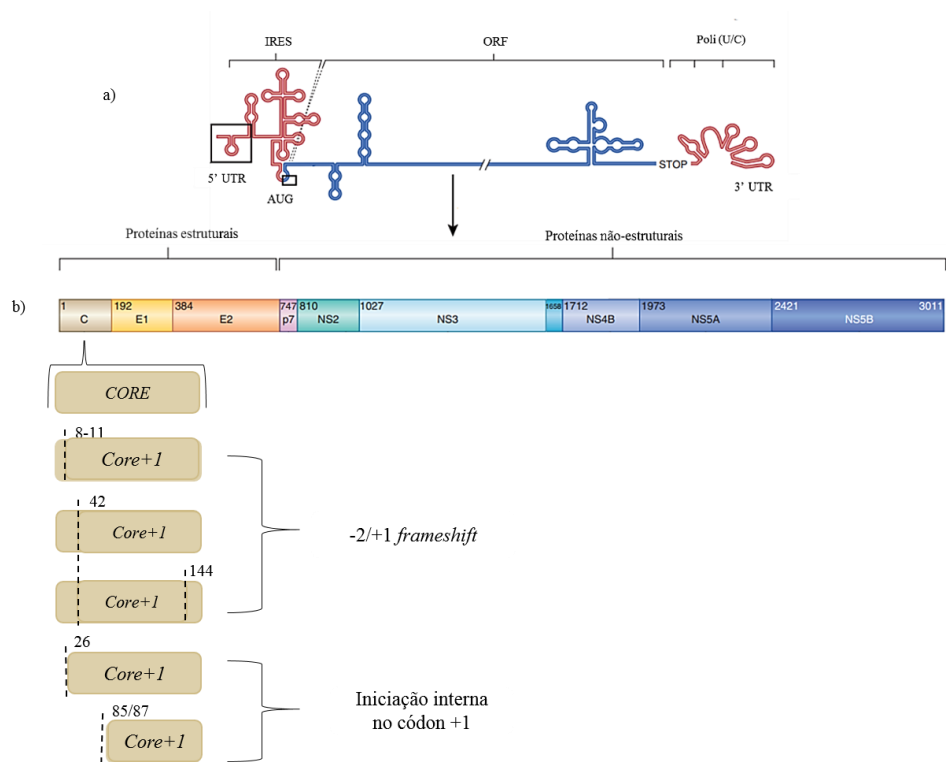 IRES
ORF
Poli (U/C)
a)
5' UTR
AUG
STOP
3' UTR
Proteínas estruturais
Proteínas não-estruturais
b)
1 192 384 747 810 1027 1658 1712 1973 2421 3011
C E1 E2 p7 NS2 NS3 NS4B NS5A NS5B
CORE
8-11
Core+1
42
Core+1
-2/+1 frameshift
144
Core+1
26
Core+1
Iniciação interna
no códon +1
85/87
Core+1